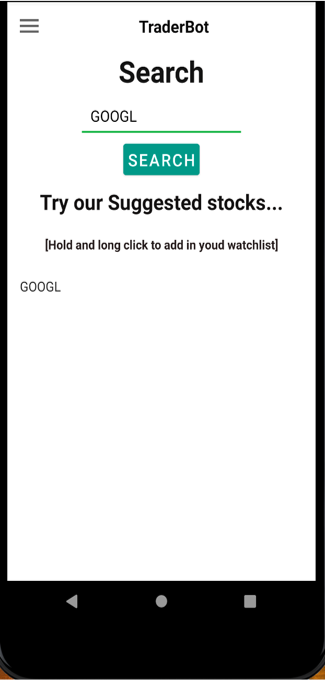 TraderBot
Search
GOOGL
SEARCH
Try our Suggested stocks...
[Hold and long click to add in youd watchlist]
GOOGL